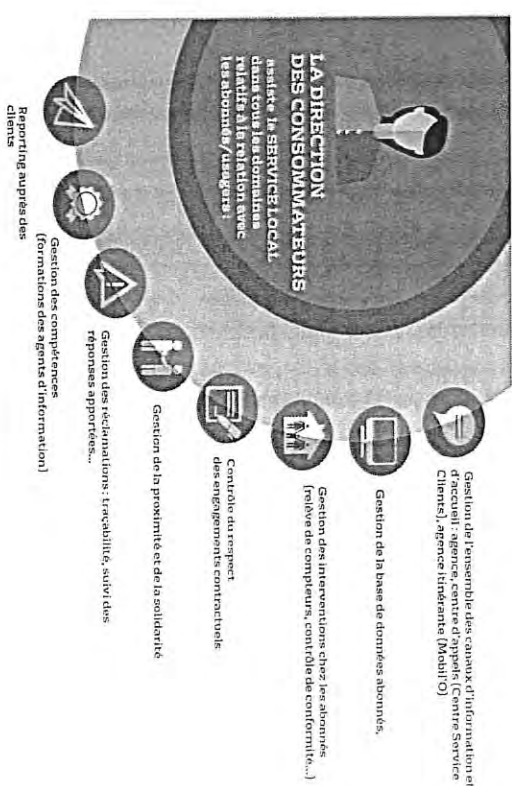 LA DIRECTION
DES CONSOMMATEURS
assiste le SERVICE LOCAL
dans tous les domaines
relatifs à la relation avec
les abonnés/usagers :
Gestion de l'ensemble des canaux d'information et
d'accueil : agence, centre d'appels (Centre Service
Clients), agence itinérante (Mobil'O)
Gestion de la base de données abonnés,
Gestion des interventions chez les abonnés
(relève de compteurs, contrôle de conformité...)
Contrôle du respect
des engagements contractuels
Gestion de la proximité et de la solidarité
Gestion des réclamations : traçabilité, suivi des
réponses apportées...
Gestion des compétences
(formations des agents d'information)
Reporting auprès des
clients